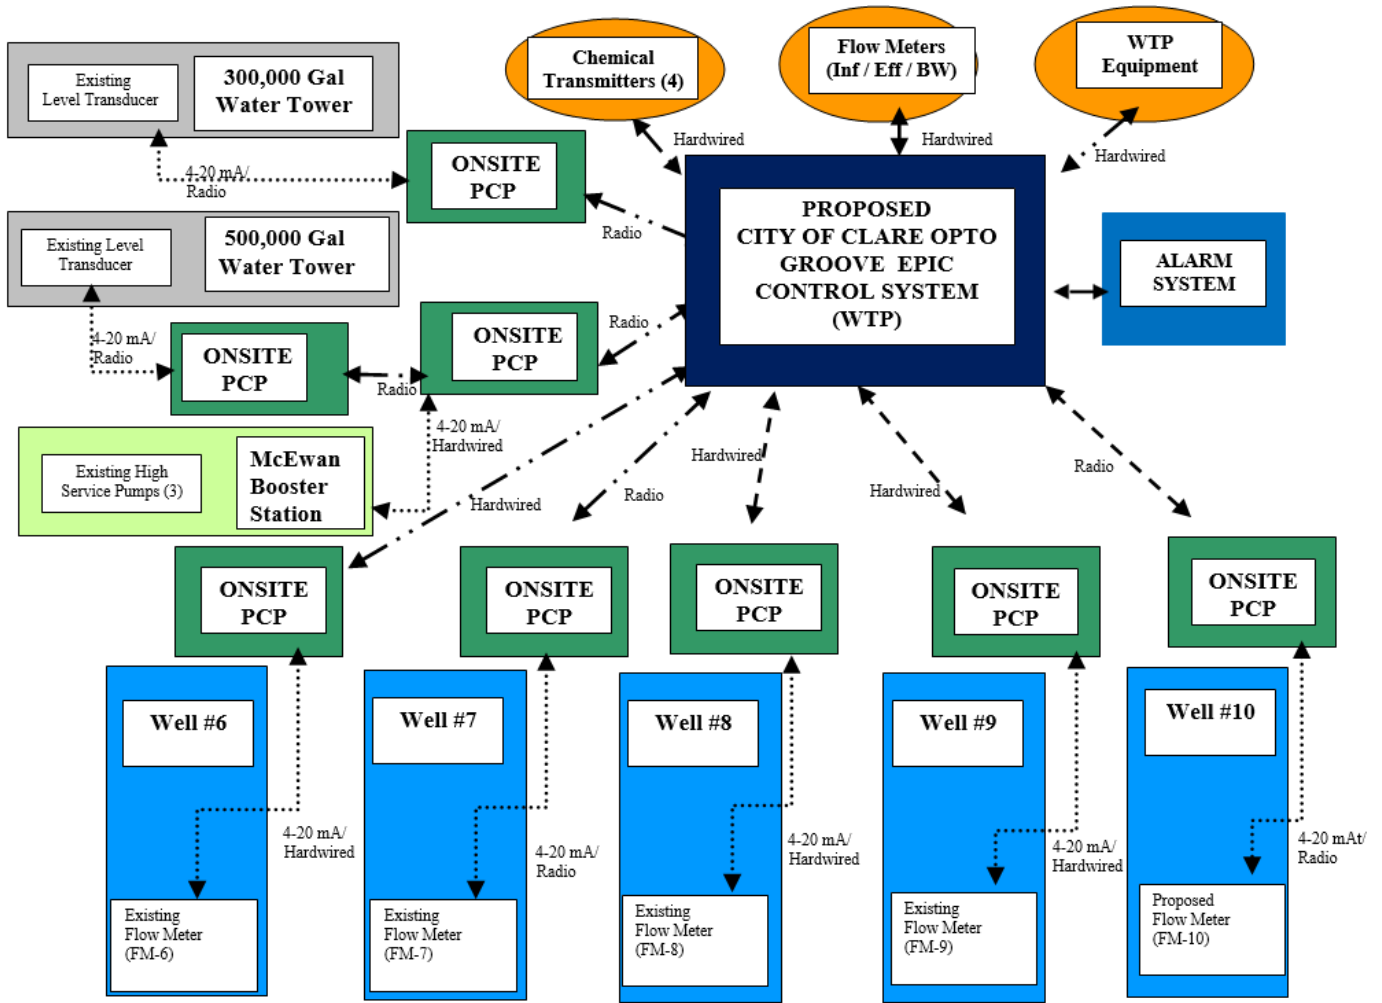 Chemical
Transmitters (4)
Flow Meters
(Inf / Eff / BW)
WTP
Equipment
Existing
Level Transducer
300,000 Gal
Water Tower
Hardwired
Hardwired
Hardwired
4-20 mA/
Radio
ONSITE
PCP
Radio
PROPOSED
CITY OF CLARE OPTO
GROOVE EPIC
CONTROL SYSTEM
(WTP)
ALARM
SYSTEM
Existing Level
Transducer
500,000 Gal
Water Tower
4-20 mA/
Radio
ONSITE
PCP
Radio
ONSITE
PCP
Radio
4-20 mA/
Hardwired
Existing High
Service Pumps (3)
McEwan
Booster
Station
Hardwired
Radio
Hardwired
Hardwired
Radio
ONSITE
PCP
ONSITE
PCP
ONSITE
PCP
ONSITE
PCP
ONSITE
PCP
Well #6
Well #7
Well #8
Well #9
Well #10
4-20 mA/
Hardwired
4-20 mA/
Radio
4-20 mA/
Hardwired
4-20 mA/
Hardwired
4-20 mAt/
Radio
Existing
Flow Meter
(FM-6)
Existing
Flow Meter
(FM-7)
Existing
Flow Meter
(FM-8)
Existing
Flow Meter
(FM-9)
Proposed
Flow Meter
(FM-10)